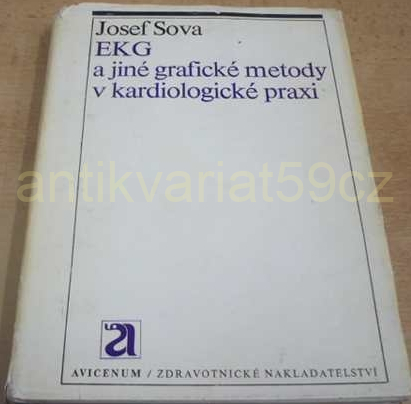 Josef Sova
EKG
a jiné grafické metody
v kardiologické praxi
antikvariat59cz
a
AVICENUM / ZDRAVOTNICKÉ NAKLADATELSTVÍ